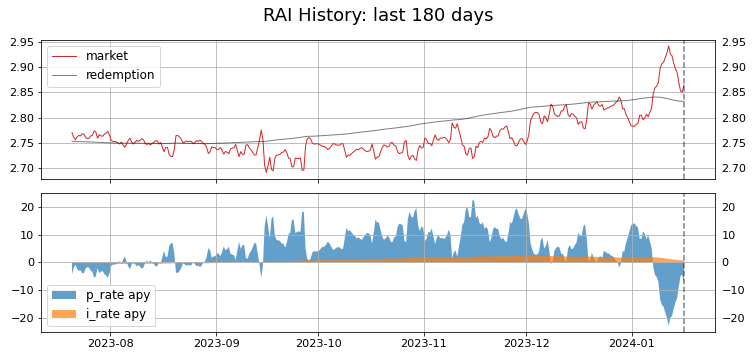 RAI History: last 180 days
2.95 2.95
market
2.90 2.90
redemption
2.85 2.85
2.80 2.80
2.75 2.75
2.70 2.70
20 20
10 10
0 0
p_rate apy
−10 −10
i_rate apy
−20 −20
2023-08 2023-09 2023-10 2023-11 2023-12 2024-01